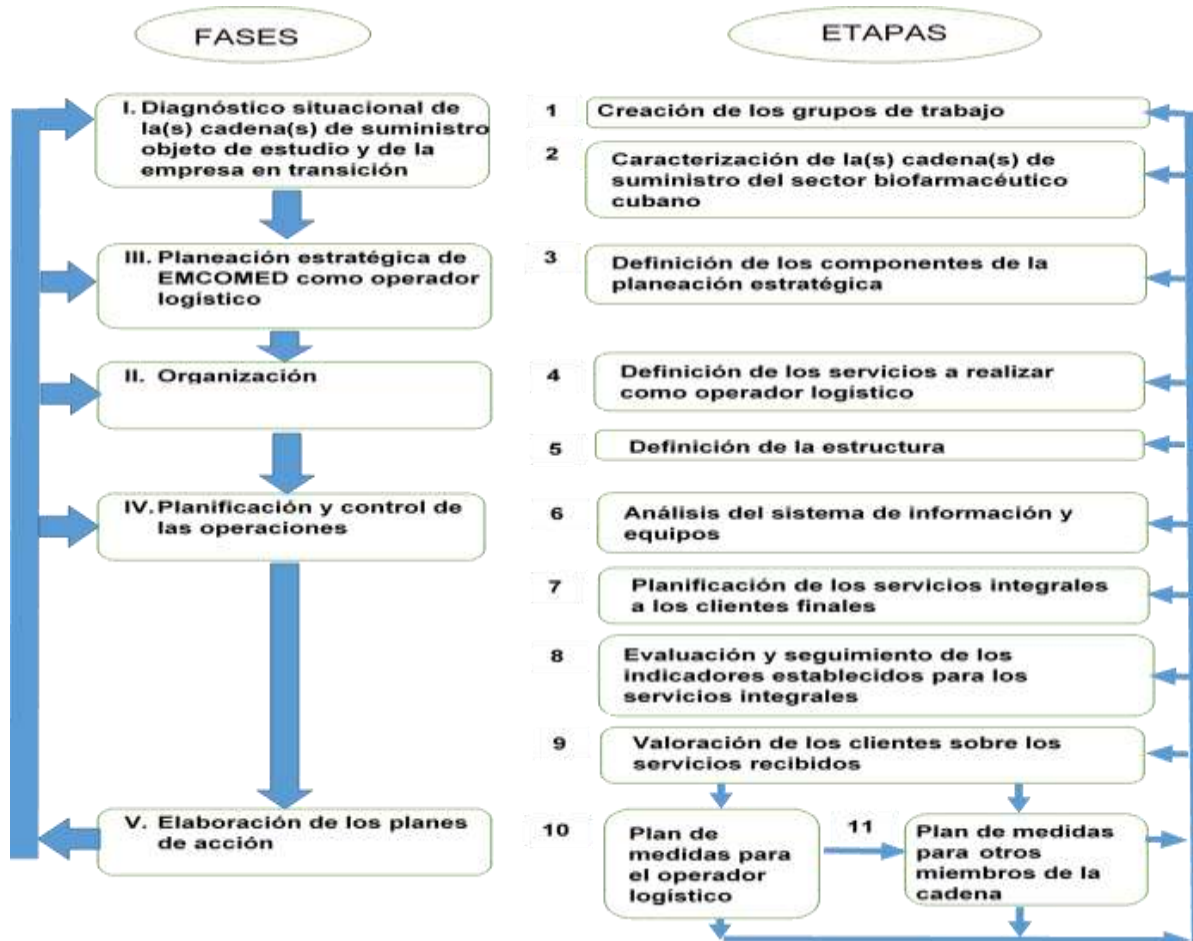 FASES
ETAPAS
I. Diagnóstico situacional de
la(s) cadena(s) de suministro
objeto de estudio y de la
empresa en transición
III. Planeación estratégica de
EMCOMED como operador
logístico
II. Organización
IV. Planificación y control de
las operaciones
V. Elaboración de los planes
de acción
1
Creación de los grupos de trabajo
2
Caracterización de la(s) cadena(s) de
suministro del sector biofarmacéutico
cubano
3
Definición de los componentes de la
planeación estratégica
4
Definición de los servicios a realizar
como operador logístico
5
Definición de la estructura
6
Análisis del sistema de información y
equipos
7
Planificación de los servicios integrales
a los clientes finales
8
Evaluación y seguimiento de los
indicadores establecidos para los
servicios integrales
9
Valoración de los clientes sobre los
servicios recibidos
10
Plan de
medidas para
el operador
logístico
11
Plan de medidas
para otros
miembros de la
cadena